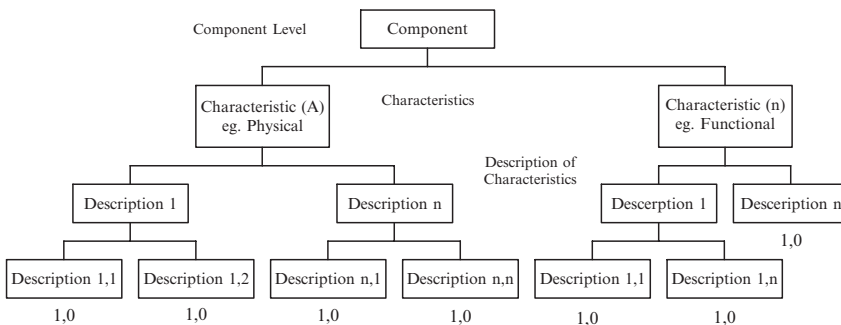 Component Level
Component
Characteristic (A)
eg. Physical
Characteristics
Characteristic (n)
eg. Functional
Description of
Characteristics
Description 1
Description n
Descerption 1
Desceription n
1,0
Description 1,1
Description 1,2
Description n,1
Description n,n
Description 1,1
Description 1,n
1,0
1,0
1,0
1,0
1,0
1,0